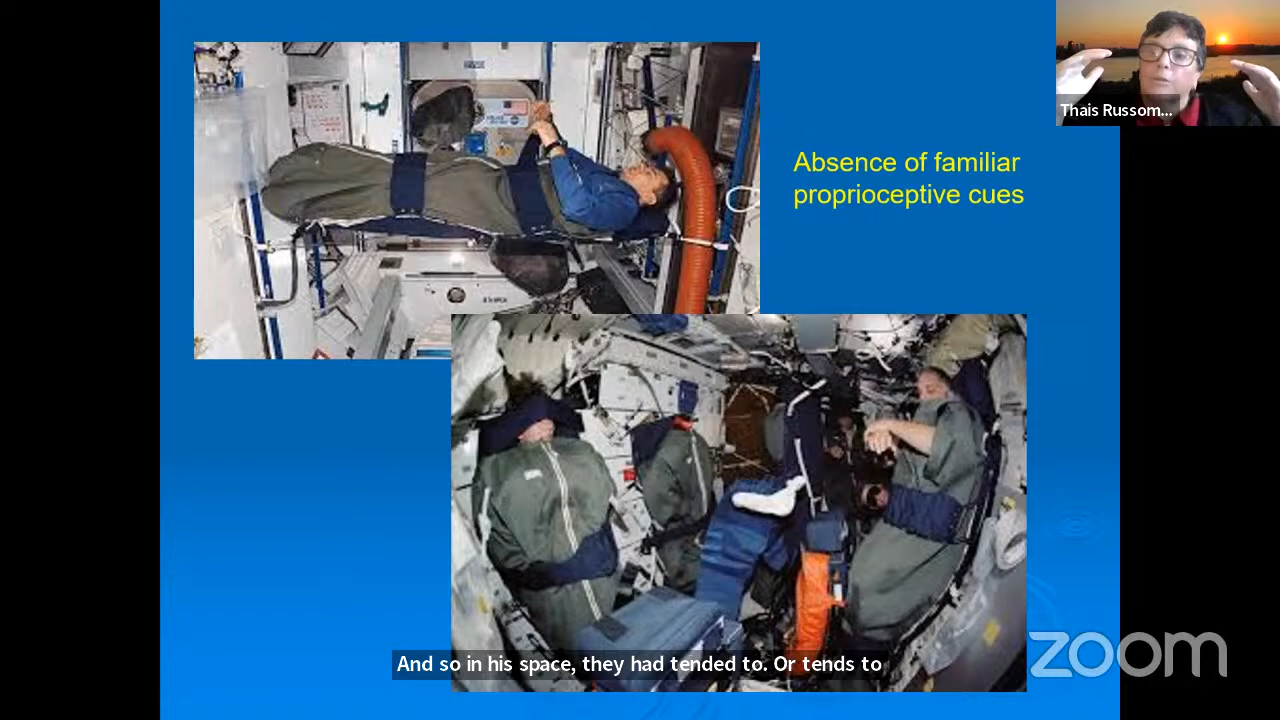 Thais Russom...
Absence of familiar
proprioceptive cues
And so in his space, they had tended to. Or tends to
zoom